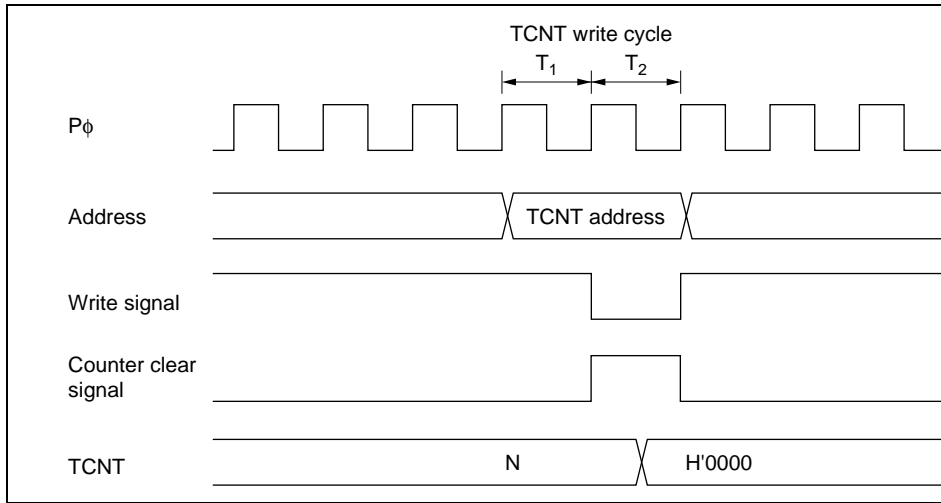 TCNT write cycle
T1 T2
Pφ
Address TCNT address
Write signal
Counter clear
signal
TCNT N H'0000